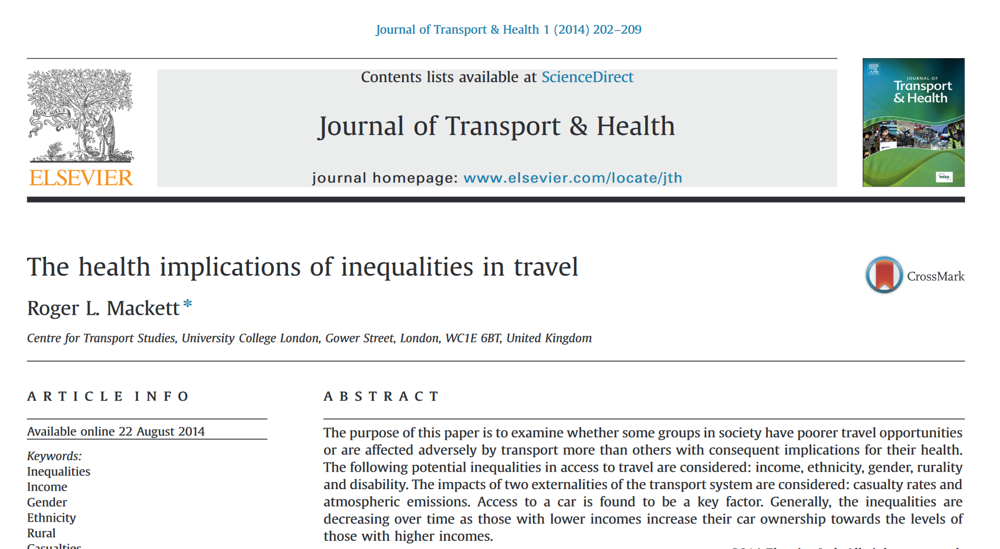 Journal of Transport & Health 1 (2014) 202–209
NON SOLUS
ELSEVIER
Contents lists available at ScienceDirect
Journal of Transport & Health
journal homepage: www.elsevier.com/locate/jth
JOURNAL OF
Transport
& Health
THSG
The health implications of inequalities in travel
CrossMark
Roger L. Mackett *
Centre for Transport Studies, University College London, Gower Street, London, WC1E 6BT, United Kingdom
ARTICLE INFO
Available online 22 August 2014
Keywords:
Inequalities
Income
Gender
Ethnicity
Rural
Casualties
ABSTRACT
The purpose of this paper is to examine whether some groups in society have poorer travel opportunities
or are affected adversely by transport more than others with consequent implications for their health.
The following potential inequalities in access to travel are considered: income, ethnicity, gender, rurality
and disability. The impacts of two externalities of the transport system are considered: casualty rates and
atmospheric emissions. Access to a car is found to be a key factor. Generally, the inequalities are
decreasing over time as those with lower incomes increase their car ownership towards the levels of
those with higher incomes.